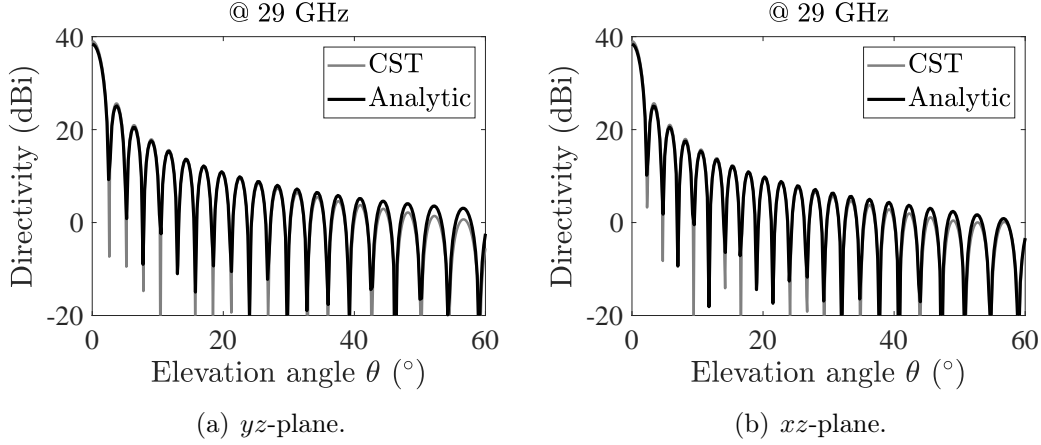 @ 29 GHz
40
20
0
-20
Directivity (dBi)
CST
Analytic
0
20
40
60
Elevation angle θ (°)
(a) yz-plane.
@ 29 GHz
40
20
0
-20
Directivity (dBi)
CST
Analytic
0
20
40
60
Elevation angle θ (°)
(b) xz-plane.